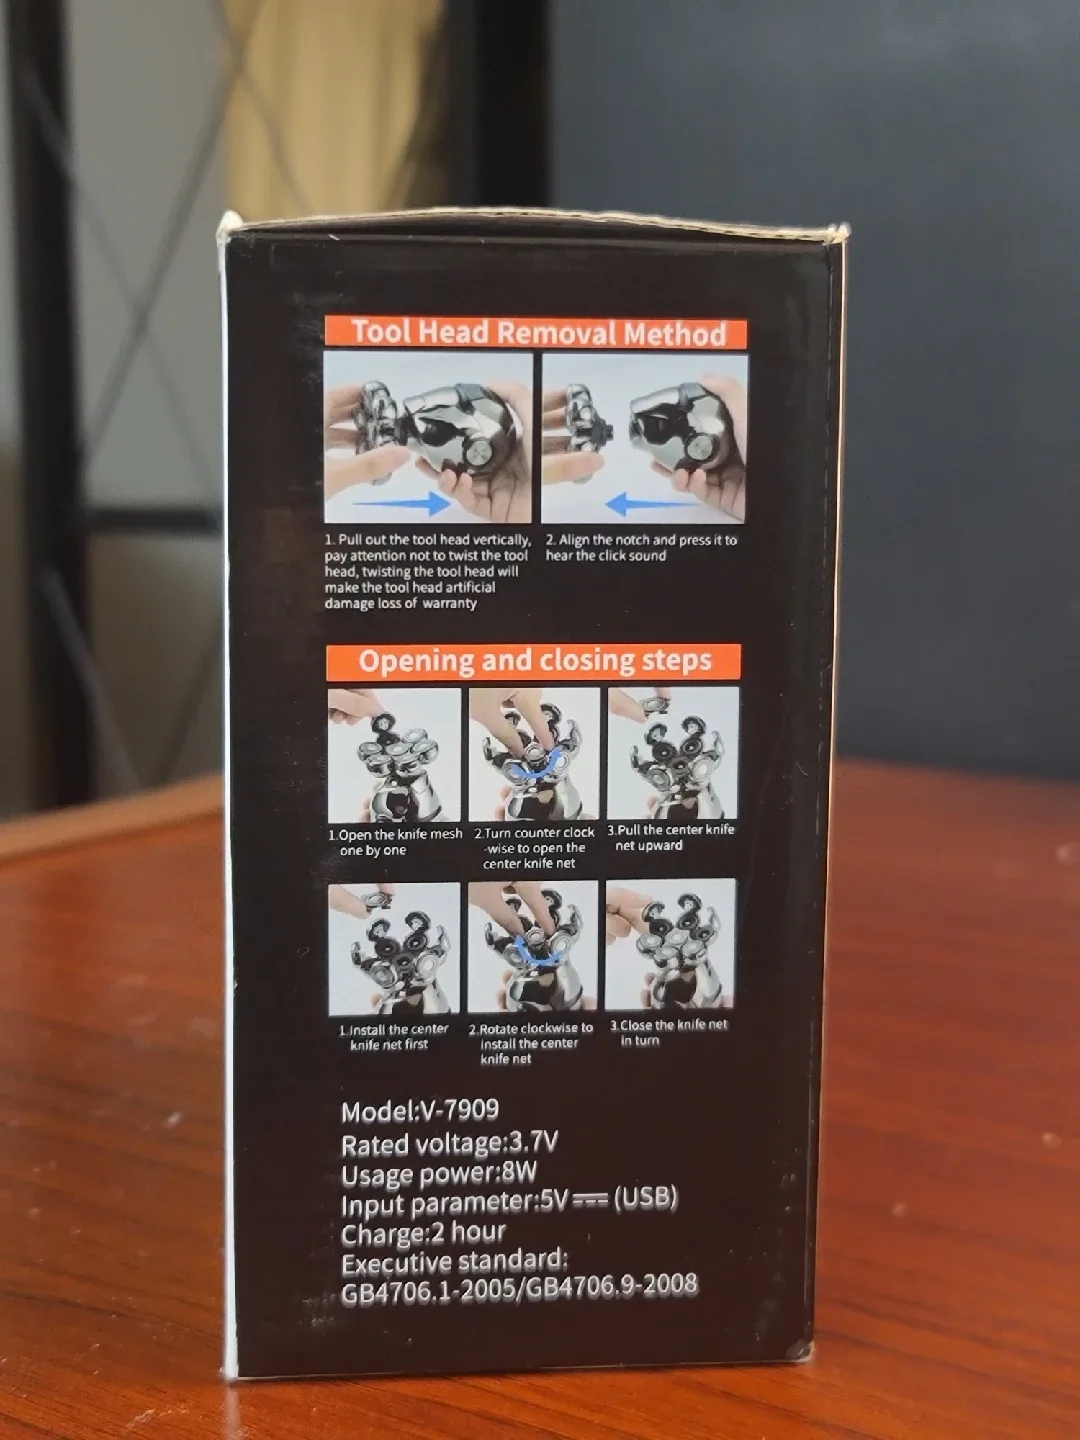 Tool Head Removal Method
1. Pull out the tool head vertically,
pay attention not to twist the tool
head, twisting the tool head will
make the tool head artificial
damage loss of warranty
2. Align the notch and press it to
hear the click sound
Opening and closing steps
1.Open the knife mesh
one by one
2.Turn counter clock
-wise to open the
center knife net
3.Pull the center knife
net upward
1.Install the center
knife net first
2.Rotate clockwise to
install the center
knife net
3.Close the knife net
in turn
Model:V-7909
Rated voltage:3.7V
Usage power:8W
Input parameter:5V⎓(USB)
Charge:2 hour
Executive standard:
GB4706.1-2005/GB4706.9-2008